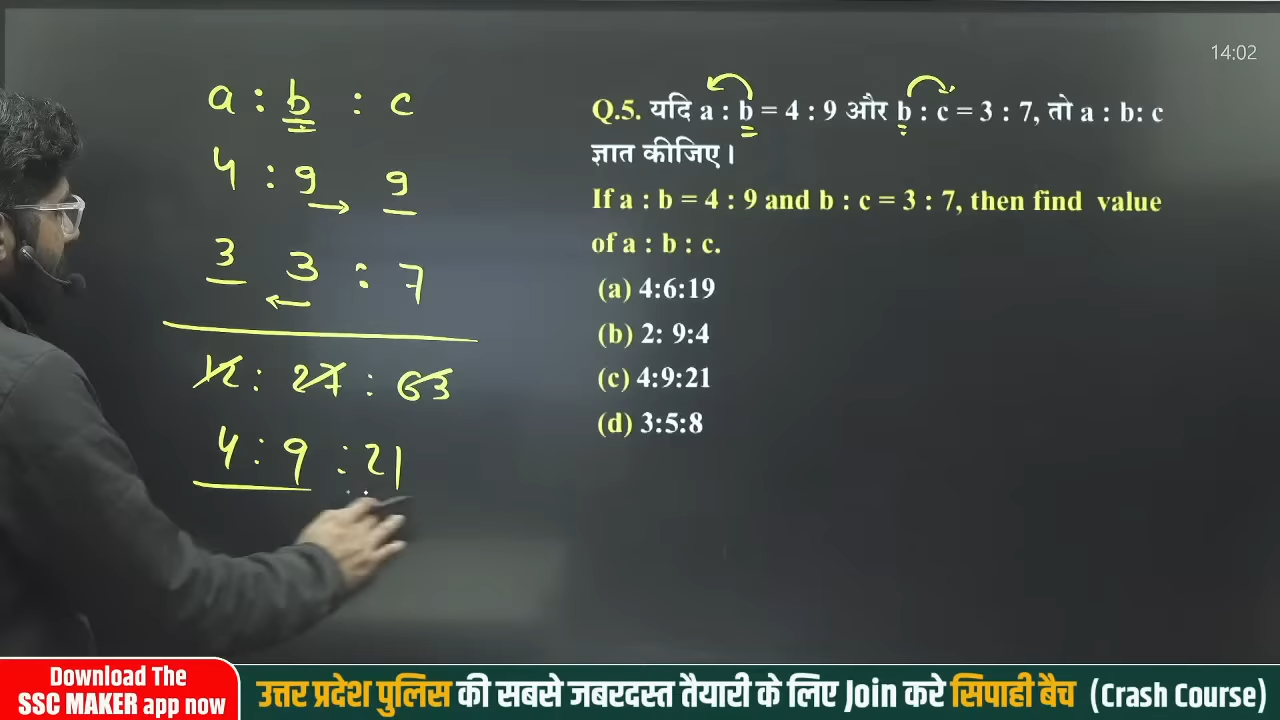 14:02
a : b : c
4 : 9 9
3 3 : 7
12 : 27 : 63
4 : 9 : 21
Q.5. यदि a : b = 4 : 9 और b : c = 3 : 7, तो a : b: c
ज्ञात कीजिए।
If a : b = 4 : 9 and b : c = 3 : 7, then find value
of a : b : c.
(a) 4:6:19
(b) 2: 9:4
(c) 4:9:21
(d) 3:5:8
Download The
SSC MAKER app now
उत्तर प्रदेश पुलिस की सबसे जबरदस्त तैयारी के लिए Join करे सिपाही बैच (Crash Course)